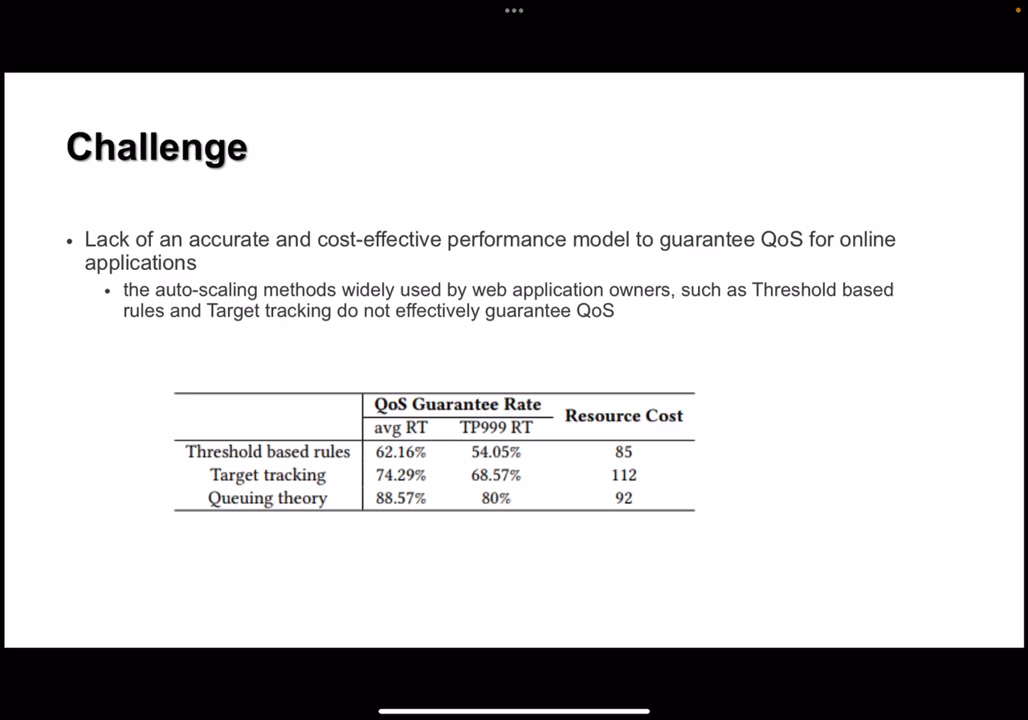 Challenge
• Lack of an accurate and cost-effective performance model to guarantee QoS for online
applications
• the auto-scaling methods widely used by web application owners, such as Threshold based
rules and Target tracking do not effectively guarantee QoS
QoS Guarantee Rate Resource Cost
avg RT TP999 RT
Threshold based rules 62.16% 54.05% 85
Target tracking 74.29% 68.57% 112
Queuing theory 88.57% 80% 92